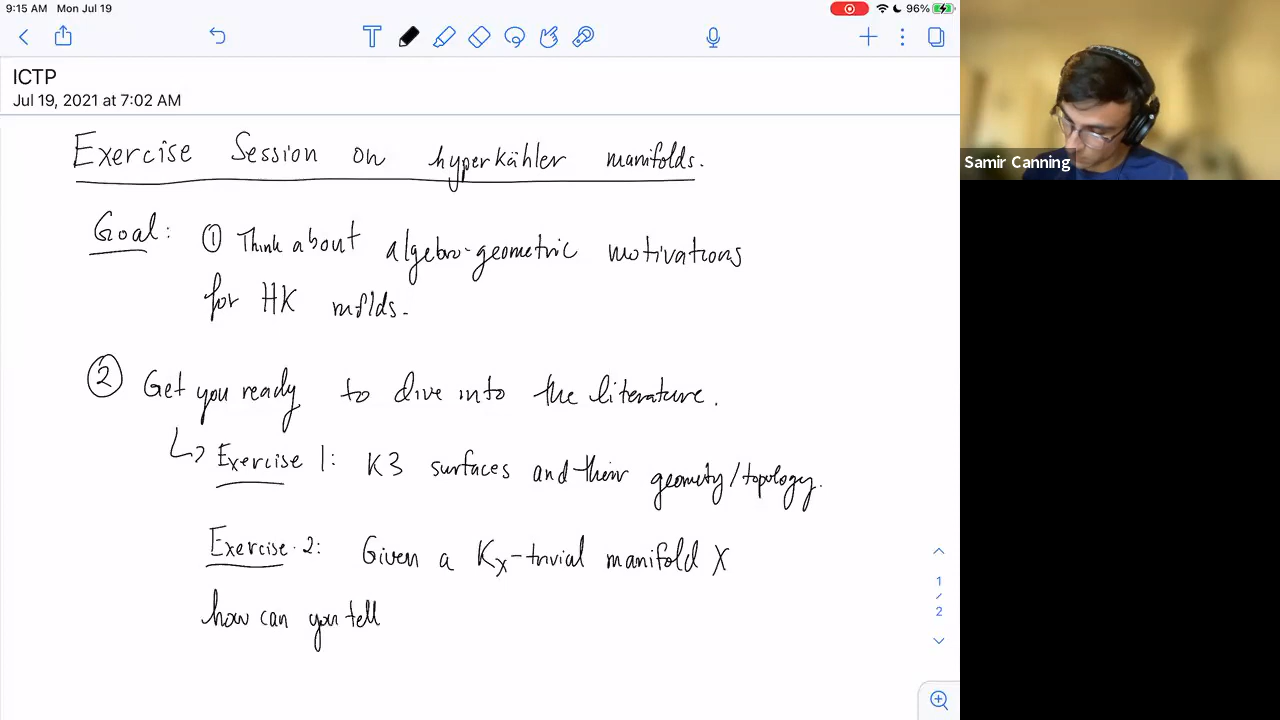 9:15 AM Mon Jul 19
96%
ICTP
Jul 19, 2021 at 7:02 AM
Exercise Session on hyperkähler manifolds.
Goal: ① Think about algebro-geometric motivations
for HK mflds.
② Get you ready to dive into the literature.
↳ Exercise 1: K3 surfaces and their geometry/topology.
Exercise 2: Given a K_X-trivial manifold X
how can you tell
1
/
2
Samir Canning